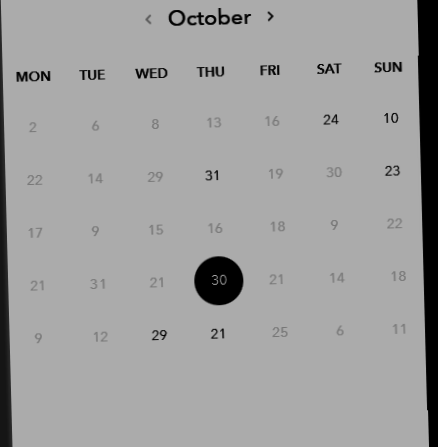 ‹ October ›
MON TUE WED THU FRI SAT SUN
2 6 8 13 16 24 10
22 14 29 31 19 30 23
17 9 15 16 18 9 22
21 31 21 30 21 14 18
9 12 29 21 25 6 11